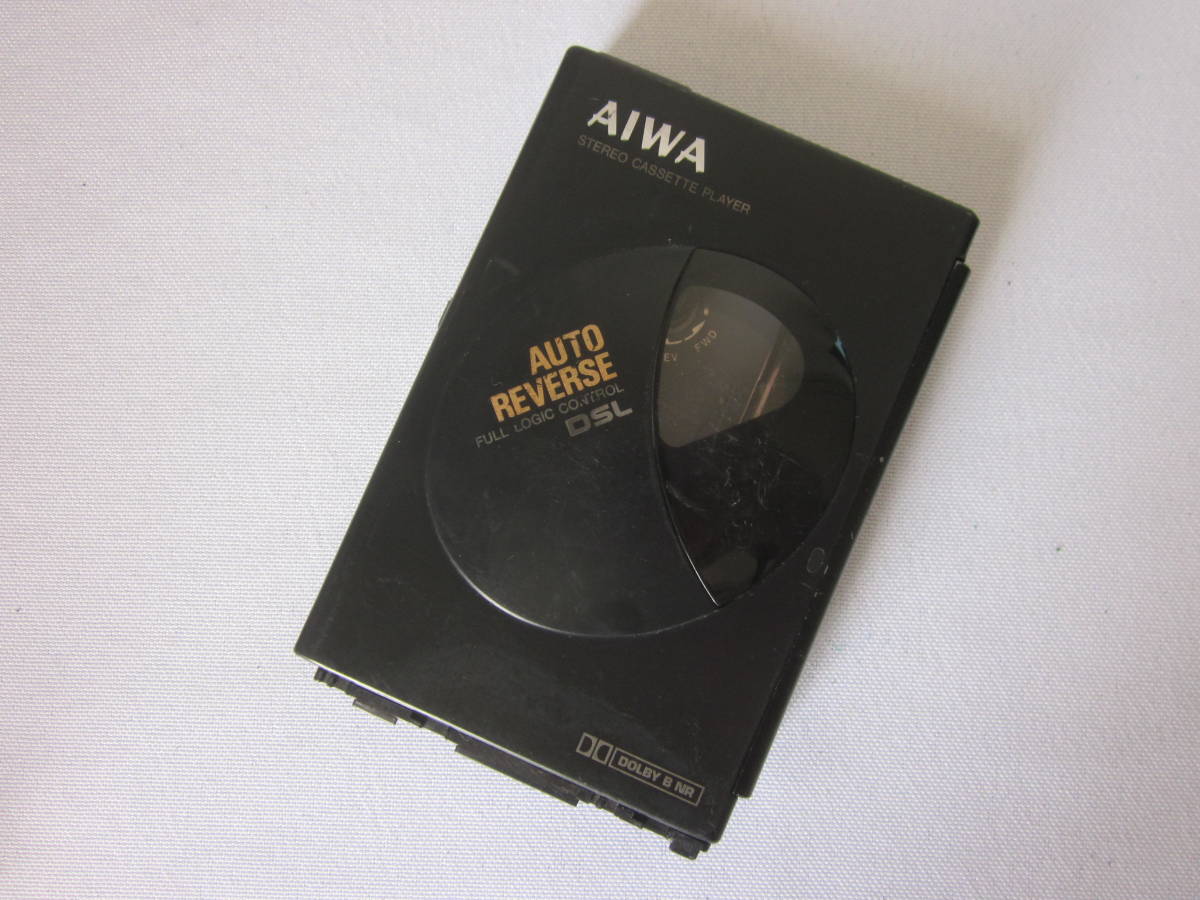 AIWA
STEREO CASSETTE PLAYER
FWD
AUTO
REVERSE
FULL LOGIC CONTROL
DSL
DOLBY B NR